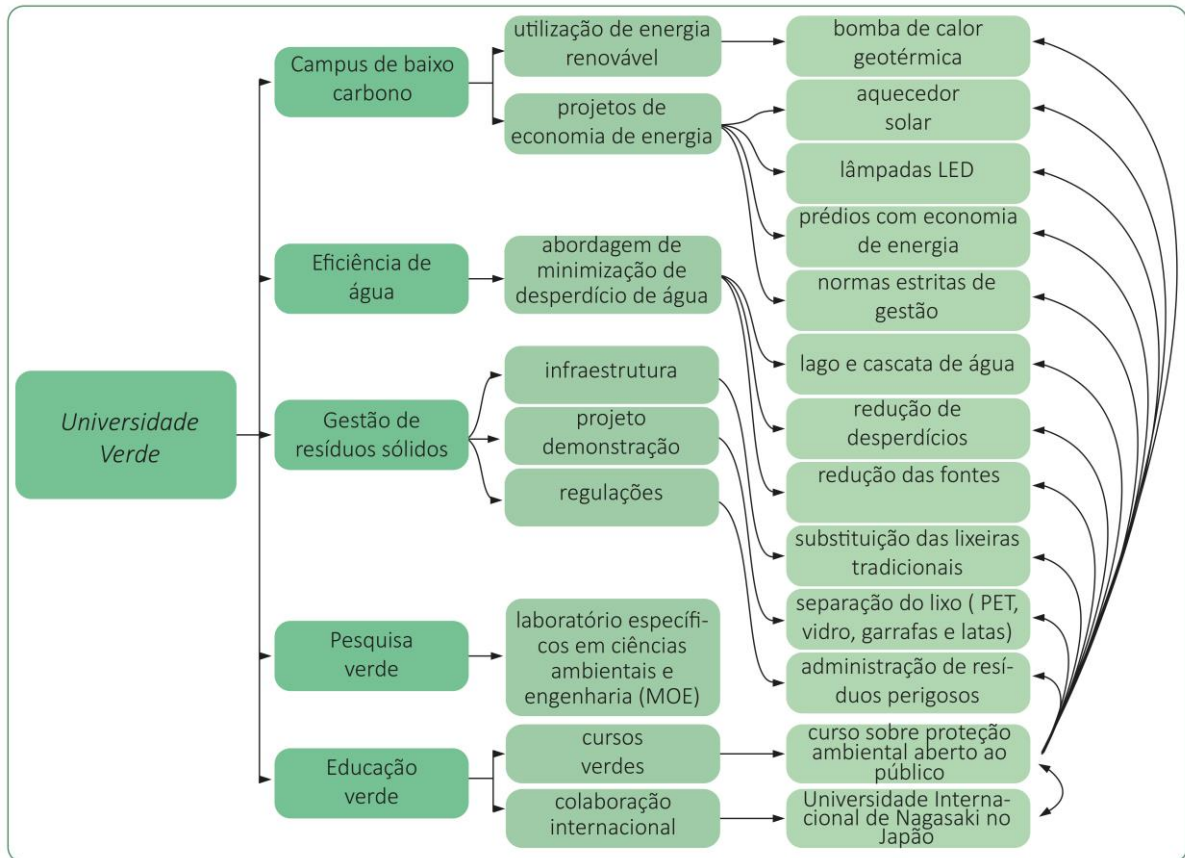 Universidade
Verde
Campus de baixo
carbono
Eficiência de
água
Gestão de
resíduos sólidos
Pesquisa
verde
Educação
verde
utilização de energia
renovável
projetos de
economia de energia
abordagem de
minimização de
desperdício de água
infraestrutura
projeto
demonstração
regulações
laboratório específi-
cos em ciências
ambientais e
engenharia (MOE)
cursos
verdes
colaboração
internacional
bomba de calor
geotérmica
aquecedor
solar
lâmpadas LED
prédios com economia
de energia
normas estritas de
gestão
lago e cascata de água
redução de
desperdícios
redução das fontes
substituição das lixeiras
tradicionais
separação do lixo ( PET,
vidro, garrafas e latas)
administração de resí-
duos perigosos
curso sobre proteção
ambiental aberto ao
público
Universidade Interna-
cional de Nagasaki no
Japão